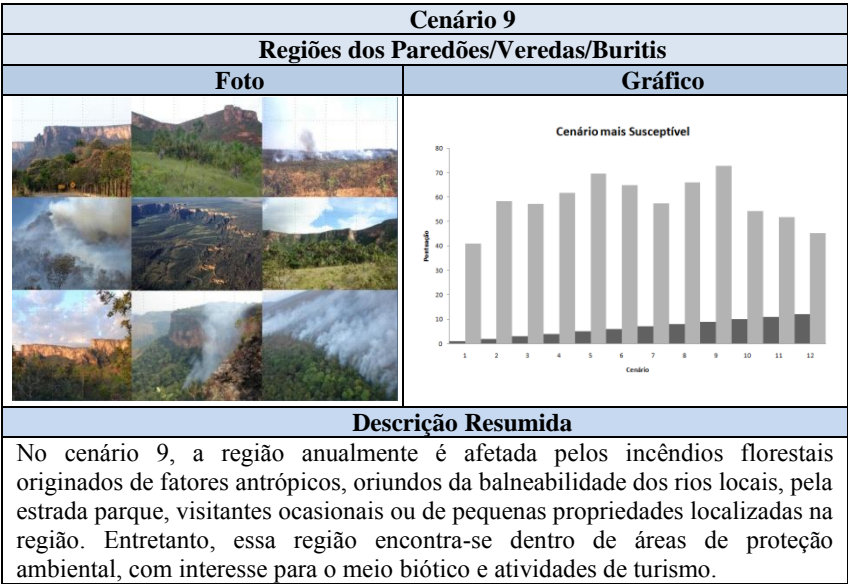 Cenário 9
Regiões dos Paredões/Veredas/Buritis
Foto
Gráfico
Cenário mais Susceptível
80
70
60
50
40
30
20
10
0
Pontuação
1 2 3 4 5 6 7 8 9 10 11 12
Cenário
Descrição Resumida
No cenário 9, a região anualmente é afetada pelos incêndios florestais
originados de fatores antrópicos, oriundos da balneabilidade dos rios locais, pela
estrada parque, visitantes ocasionais ou de pequenas propriedades localizadas na
região. Entretanto, essa região encontra-se dentro de áreas de proteção
ambiental, com interesse para o meio biótico e atividades de turismo.